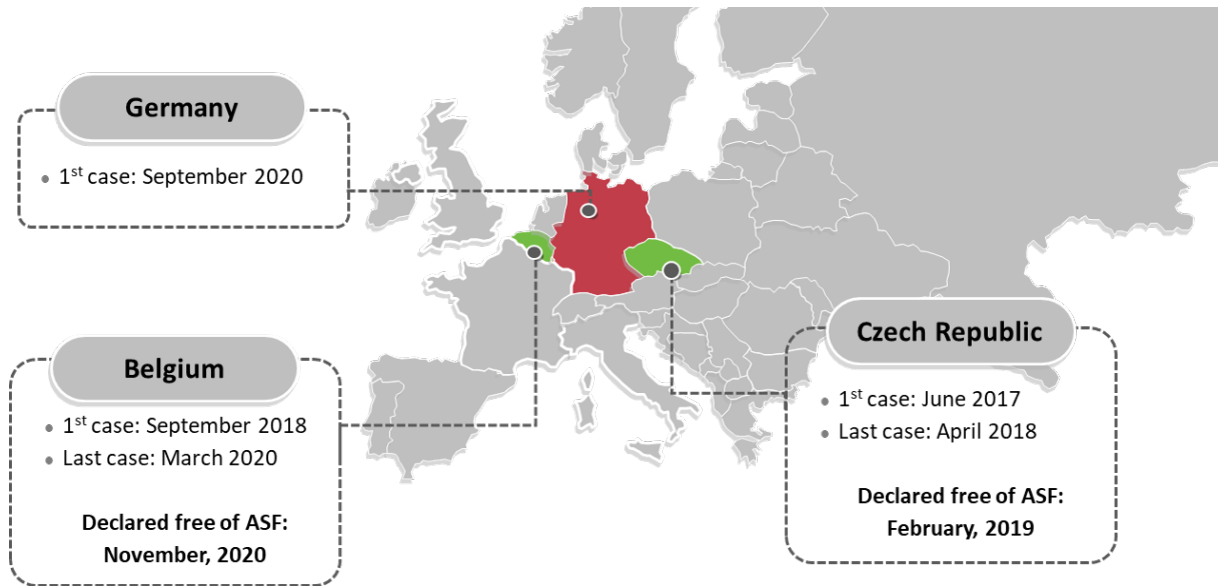 Germany
• 1st case: September 2020
Belgium
• 1st case: September 2018
• Last case: March 2020
Declared free of ASF:
November, 2020
Czech Republic
• 1st case: June 2017
• Last case: April 2018
Declared free of ASF:
February, 2019